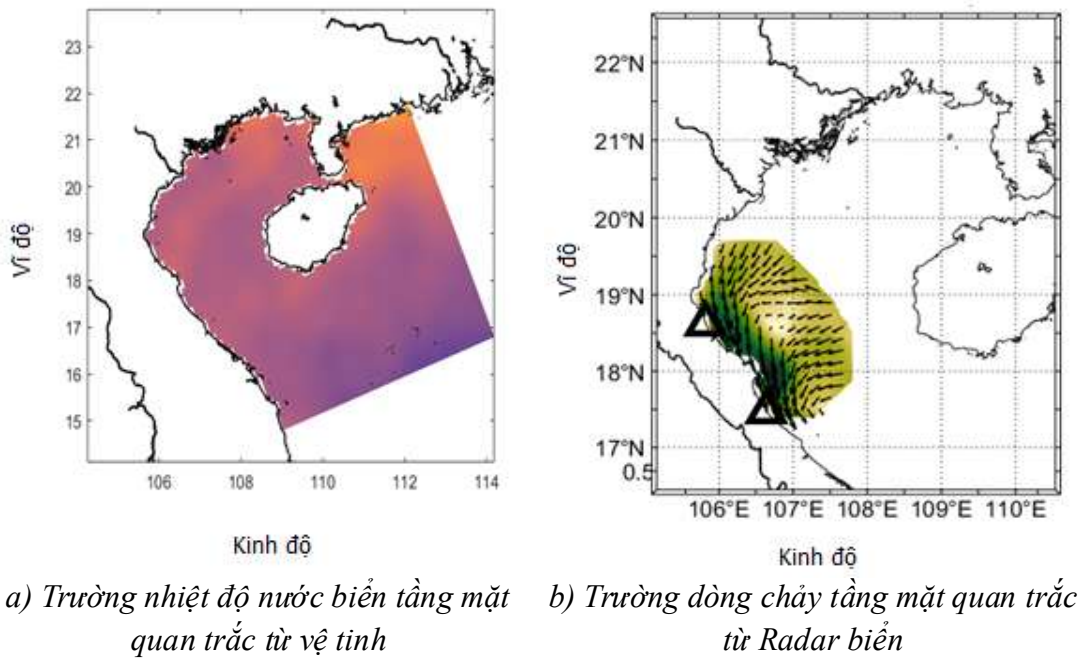 23
22
21
20
19
18
17
16
15
Vĩ độ
106 108 110 112 114
Kinh độ
22°N
21°N
20°N
19°N
18°N
17°N
0.5
Vĩ độ
106°E 107°E 108°E 109°E 110°E
Kinh độ
a) Trường nhiệt độ nước biển tầng mặt
quan trắc từ vệ tinh
b) Trường dòng chảy tầng mặt quan trắc
từ Radar biển